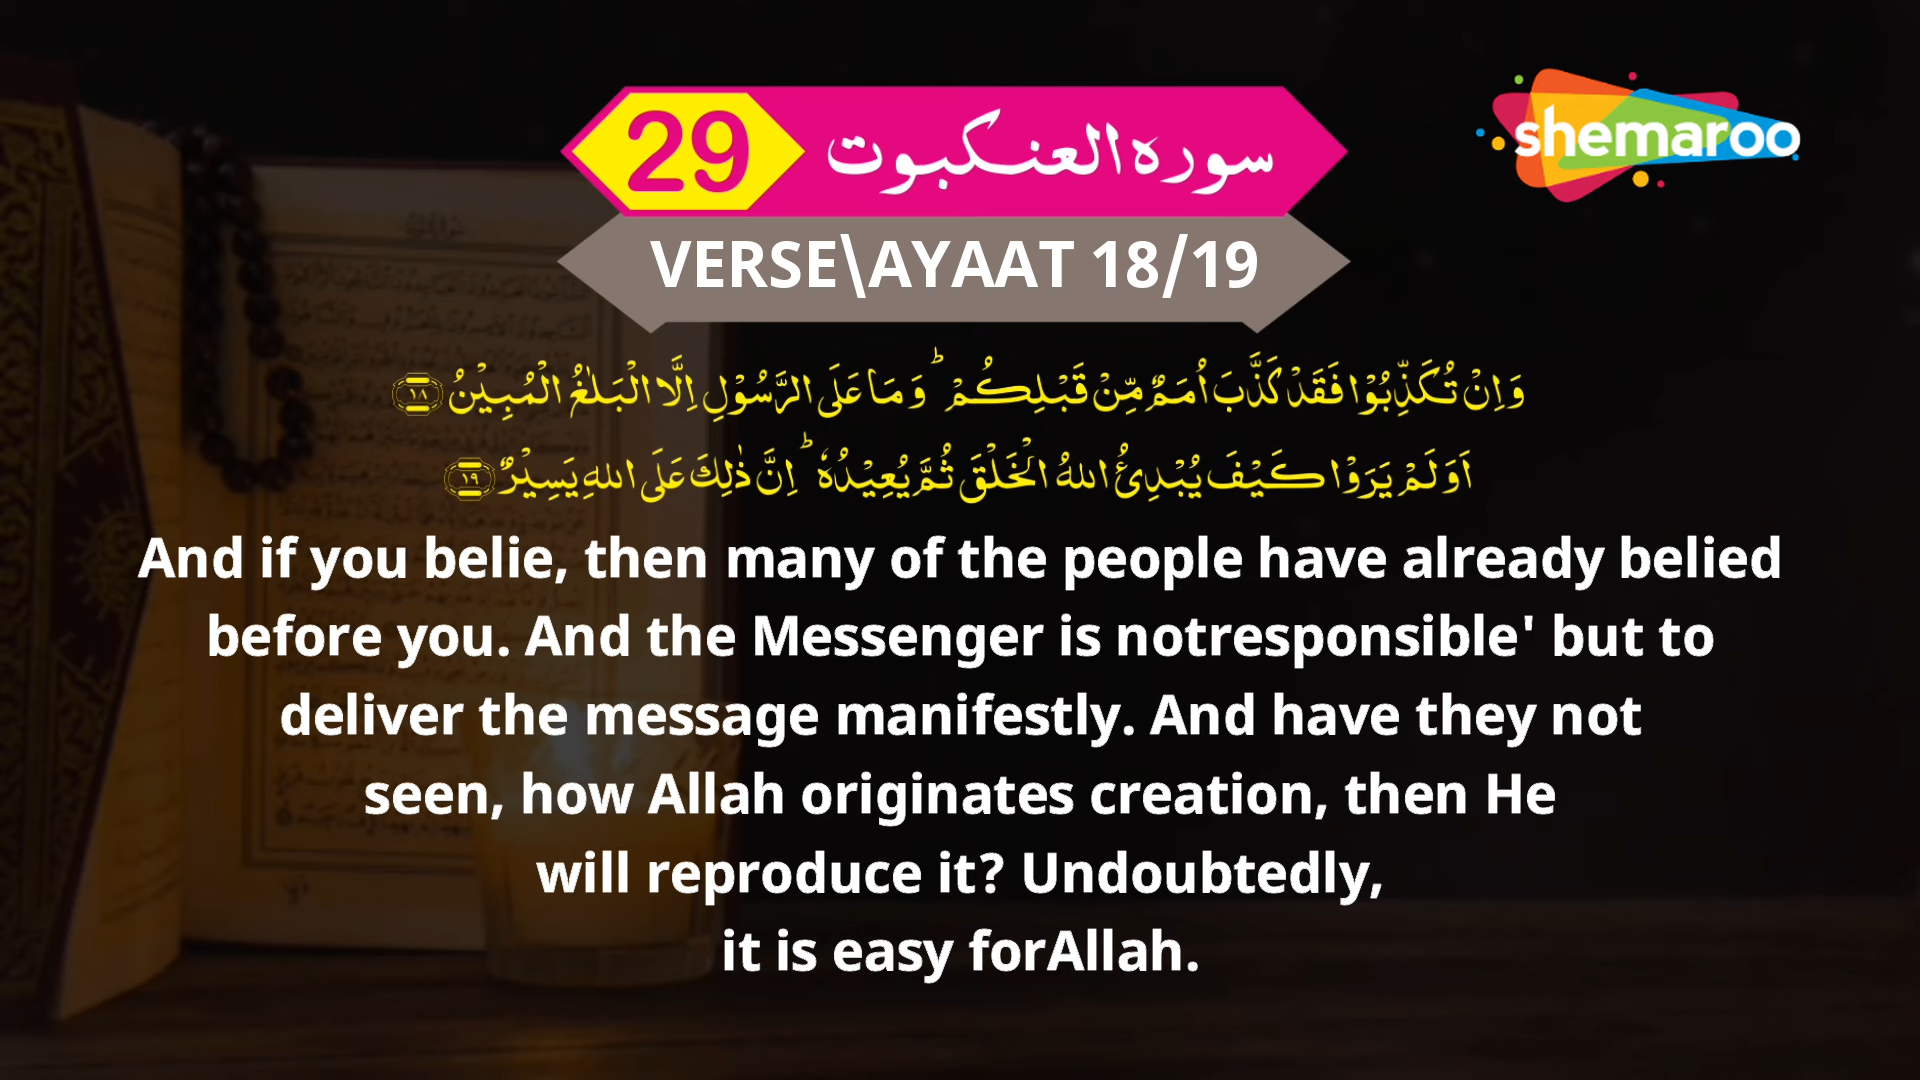 29 سورہ العنکبوت
shemaroo
VERSE\AYAAT 18/19
وَاِنْ تُكَذِّبُوْا فَقَدْ كَذَّبَ اُمَمٌ مِّنْ قَبْلِكُمْ ؕ وَمَا عَلَى الرَّسُوْلِ اِلَّا الْبَلٰغُ الْمُبِيْنُ ۱۸
اَوَلَمْ يَرَوْا كَيْفَ يُبْدِئُ اللهُ الْخَلْقَ ثُمَّ يُعِيْدُهٗ ؕ اِنَّ ذٰلِكَ عَلَى اللهِ يَسِيْرٌ ۱۹
And if you belie, then many of the people have already belied
before you. And the Messenger is notresponsible' but to
deliver the message manifestly. And have they not
seen, how Allah originates creation, then He
will reproduce it? Undoubtedly,
it is easy forAllah.